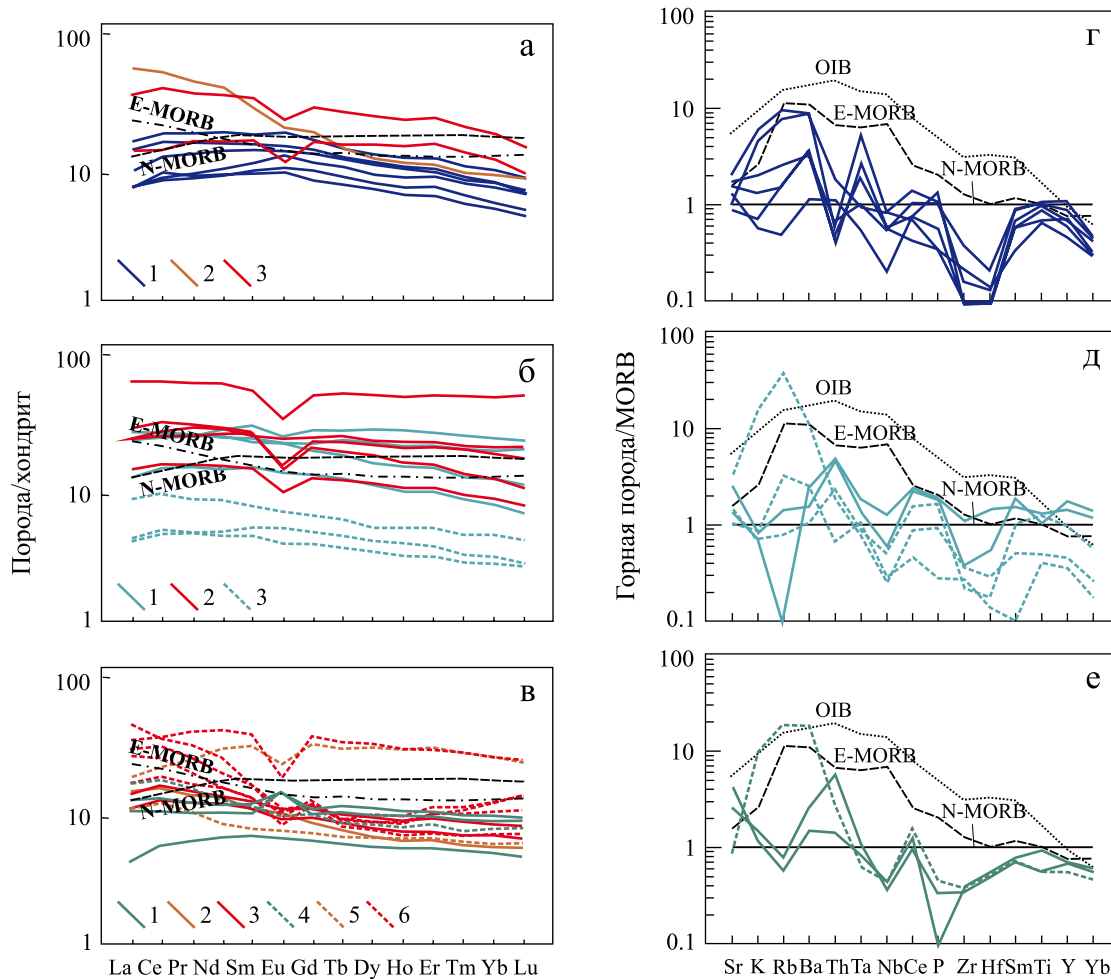 Порода/хондрит
100
10
1
а
E-MORB
N-MORB
1 2 3
100
10
1
б
E-MORB
N-MORB
1 2 3
100
10
1
в
E-MORB
N-MORB
1 2 3 4 5 6
La Ce Pr Nd Sm Eu Gd Tb Dy Ho Er Tm Yb Lu
Горная порода/MORB
100
10
1
0.1
г
OIB
E-MORB
N-MORB
100
10
1
0.1
д
OIB
E-MORB
N-MORB
100
10
1
0.1
е
OIB
E-MORB
N-MORB
Sr K Rb Ba Th Ta Nb Ce P Zr Hf Sm Ti Y Yb